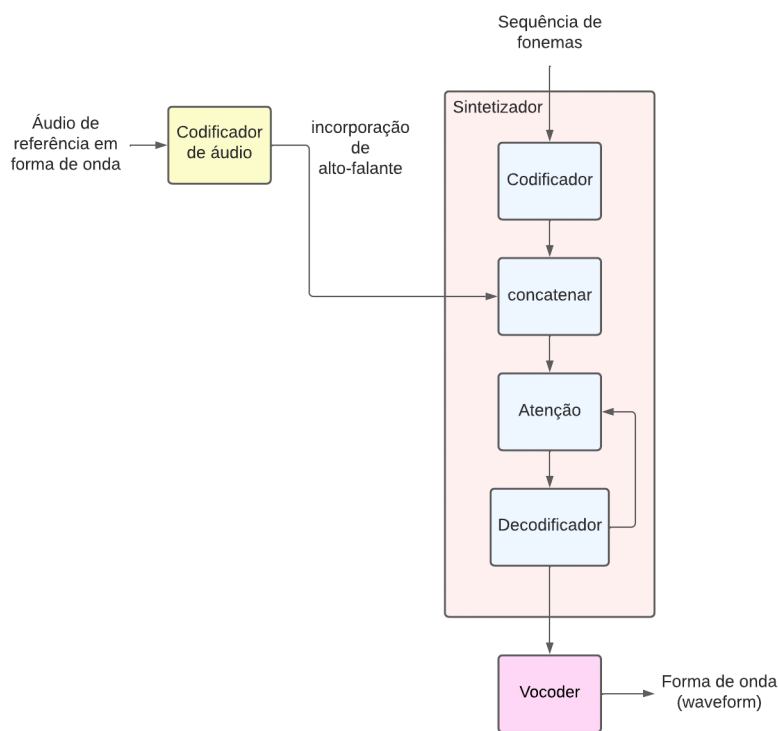 Sequência de
fonemas
Sintetizador
Áudio de
referência em
forma de onda
Codificador
de áudio
incorporação
de
alto-falante
Codificador
concatenar
Atenção
Decodificador
Vocoder
Forma de onda
(waveform)